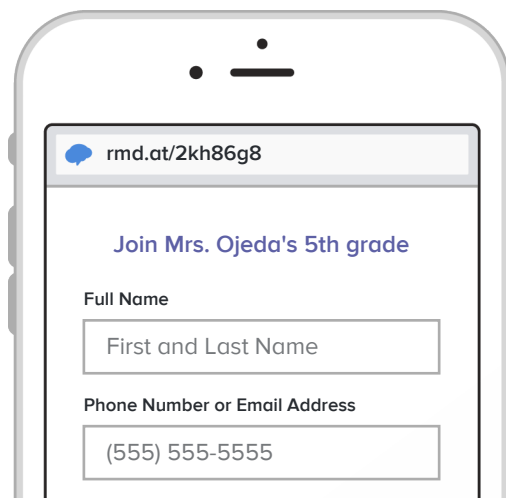 rmd.at/2kh86g8
Join Mrs. Ojeda's 5th grade
Full Name
First and Last Name
Phone Number or Email Address
(555) 555-5555